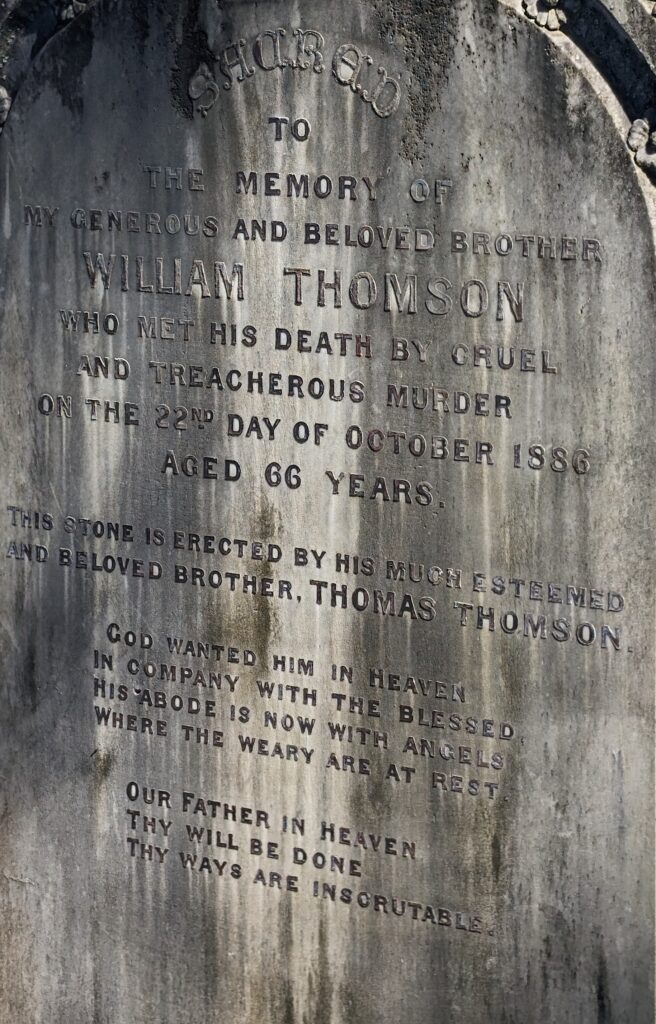 SACRED
TO
THE MEMORY OF
MY GENEROUS AND BELOVED BROTHER
WILLIAM THOMSON
WHO MET HIS DEATH BY CRUEL
AND TREACHEROUS MURDER
ON THE 22ND DAY OF OCTOBER 1886
AGED 66 YEARS.
THIS STONE IS ERECTED BY HIS MUCH ESTEEMED
AND BELOVED BROTHER, THOMAS THOMSON.
GOD WANTED HIM IN HEAVEN
IN COMPANY WITH THE BLESSED,
HIS ABODE IS NOW WITH ANGELS
WHERE THE WEARY ARE AT REST.
OUR FATHER IN HEAVEN
THY WILL BE DONE
THY WAYS ARE INSCRUTABLE.